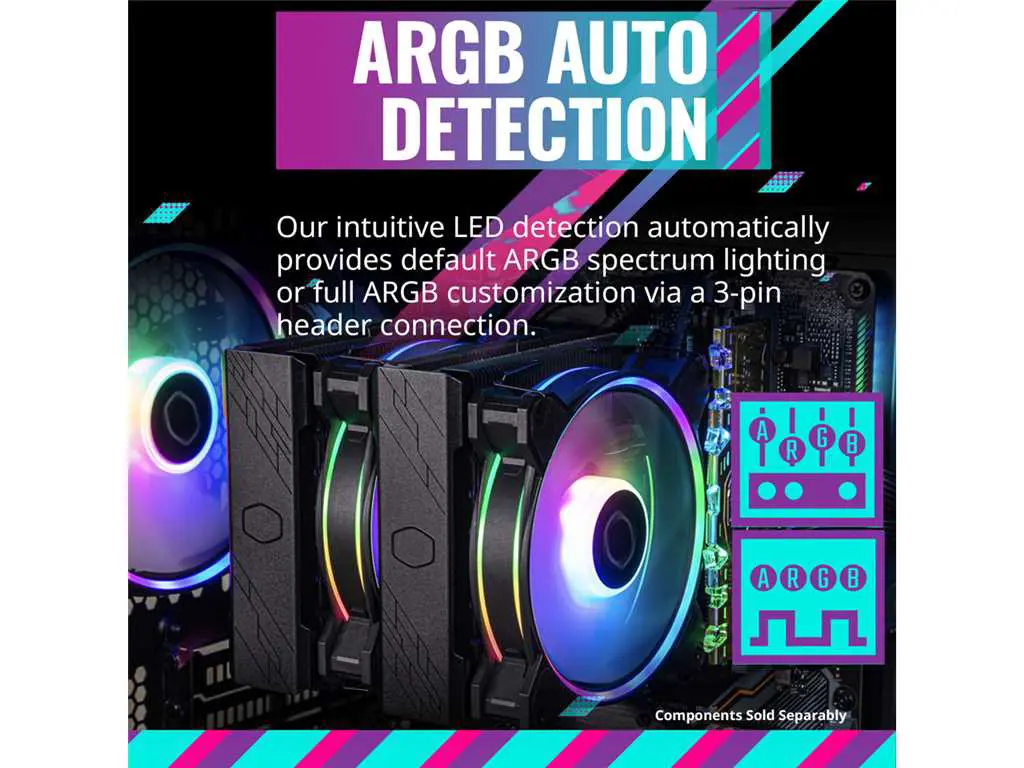 ARGB AUTO
DETECTION
Our intuitive LED detection automatically
provides default ARGB spectrum lighting
or full ARGB customization via a 3-pin
header connection.
A R G B
A R G B
Components Sold Separably